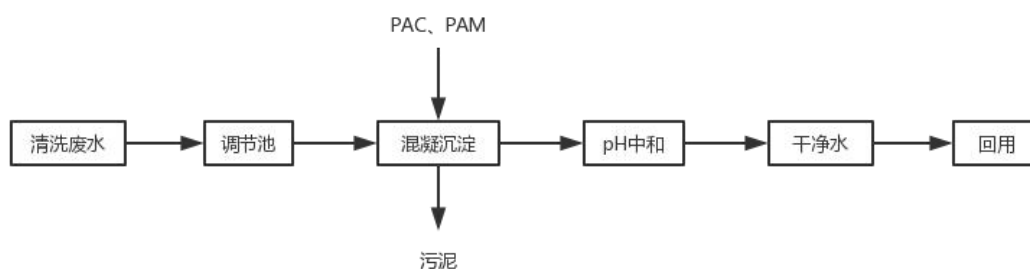 PAC、PAM
清洗废水
调节池
混凝沉淀
pH中和
干净水
回用
污泥